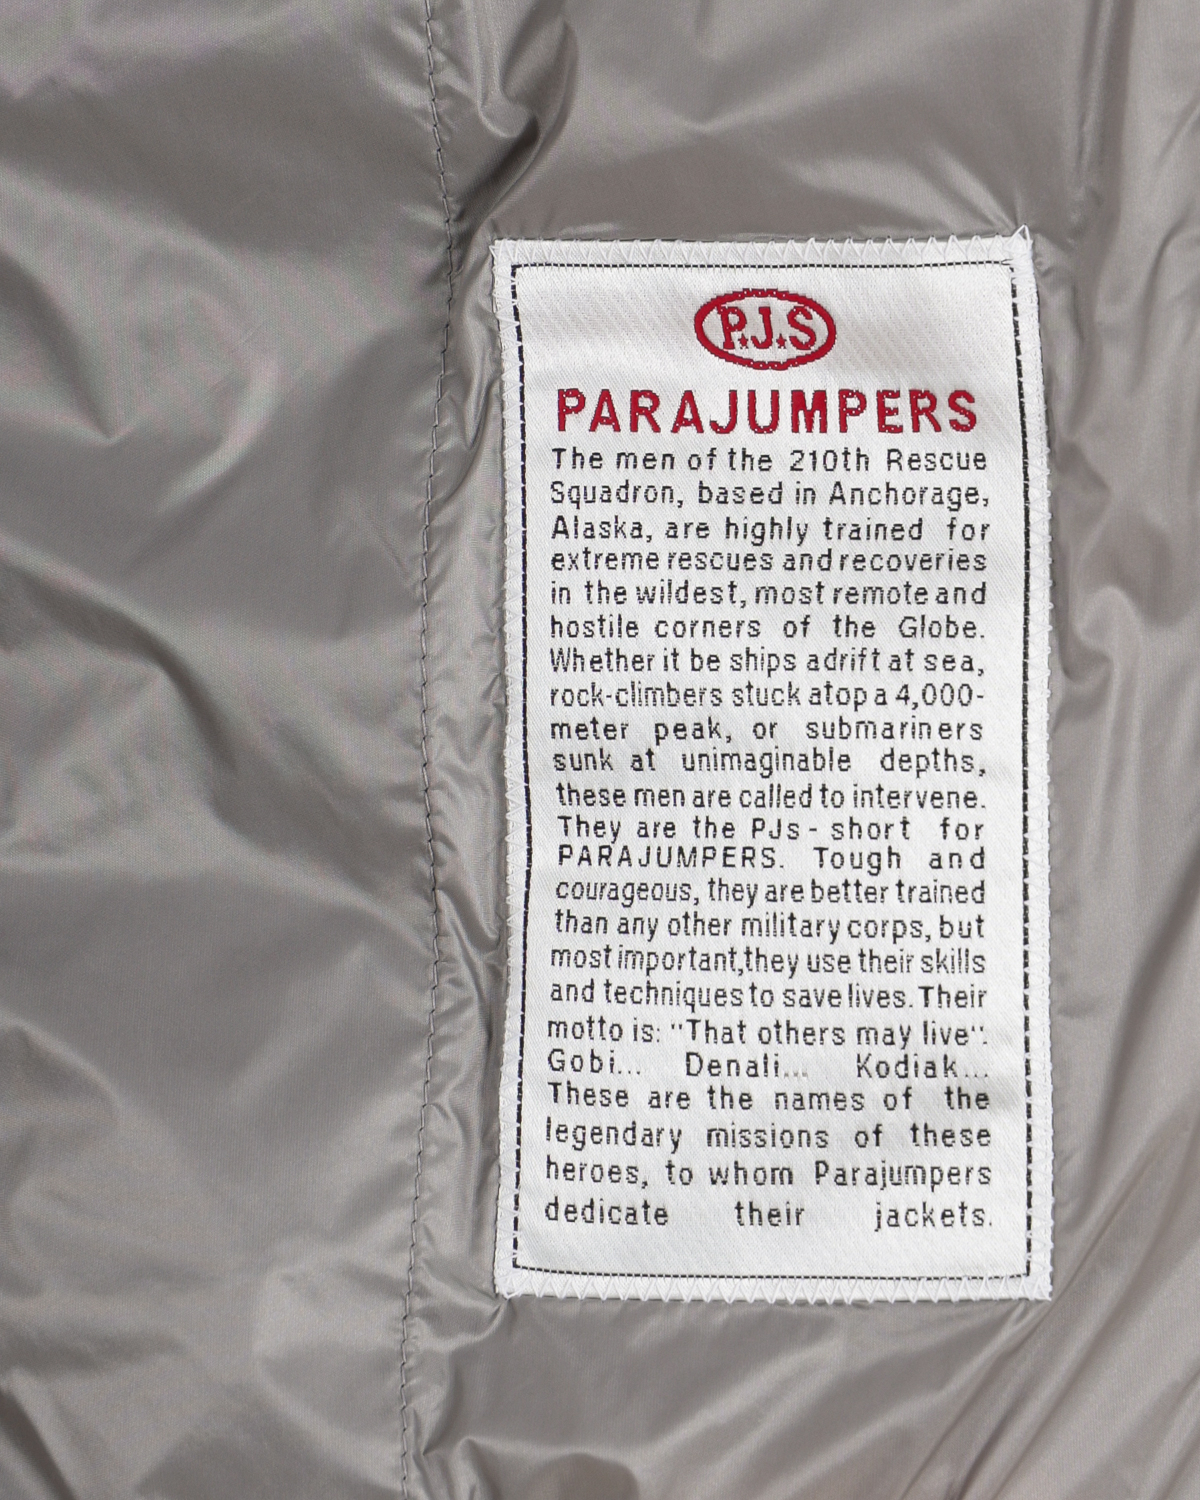 P.J.S
PARAJUMPERS
The men of the 210th Rescue
Squadron, based in Anchorage,
Alaska, are highly trained for
extreme rescues and recoveries
in the wildest, most remote and
hostile corners of the Globe.
Whether it be ships adrift at sea,
rock-climbers stuck atop a 4,000-
meter peak, or submariners
sunk at unimaginable depths,
these men are called to intervene.
They are the PJs - short for
PARAJUMPERS. Tough and
courageous, they are better trained
than any other military corps, but
most important,they use their skills
and techniques to save lives. Their
motto is: "That others may live".
Gobi... Denali... Kodiak...
These are the names of the
legendary missions of these
heroes, to whom Parajumpers
dedicate their jackets.